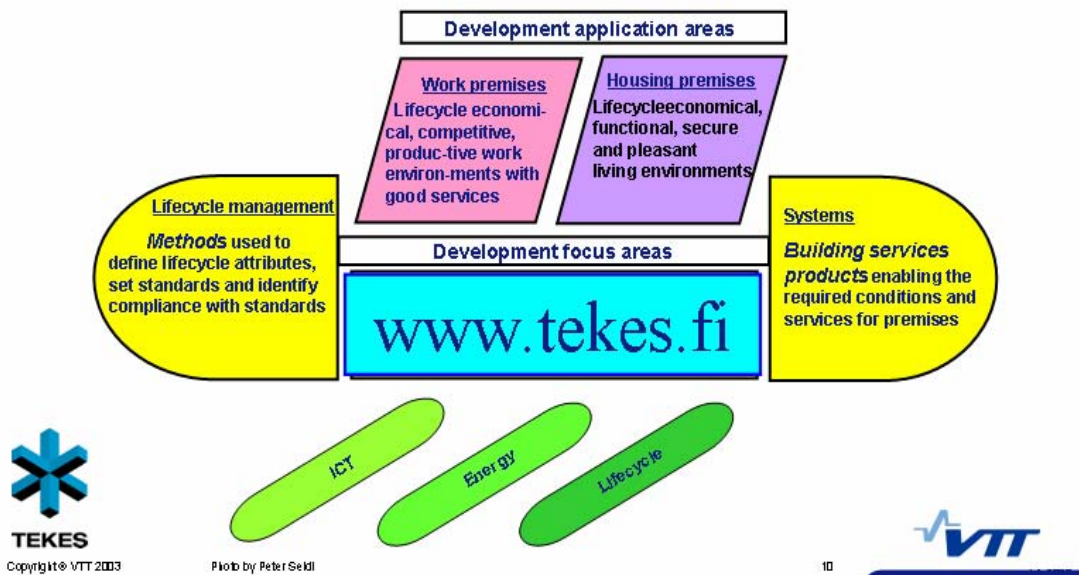 Development application areas
Work premises
Lifecycle economi-
cal, competitive,
produc-tive work
environ-ments with
good services
Housing premises
Lifecycleeconomical,
functional, secure
and pleasant
living environments
Lifecycle management
Methods used to
define lifecycle attributes,
set standards and identify
compliance with standards
Development focus areas
www.tekes.fi
Systems
Building services
products enabling the
required conditions and
services for premises
ICT
Energy
Lifecycle
TEKES
VTT
Copyright © VTT 2003
Photo by Peter Seidl
10